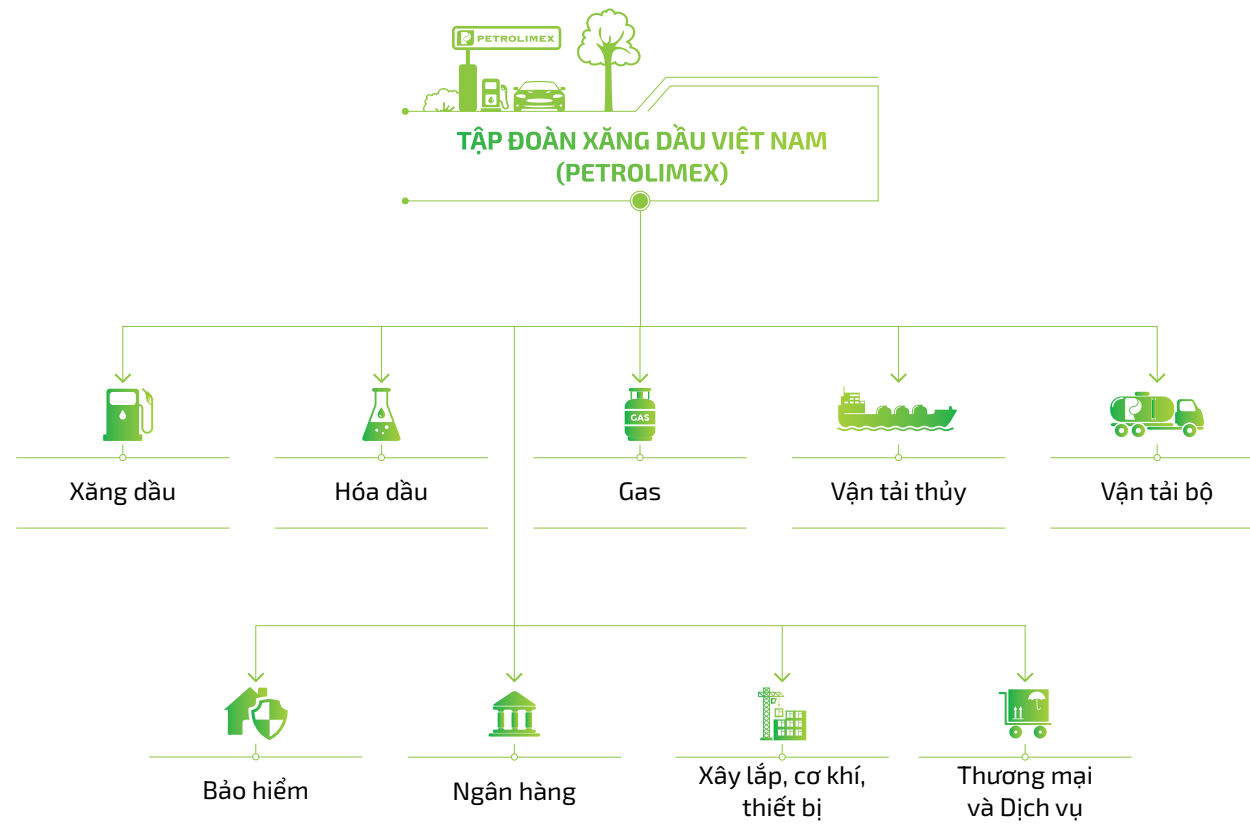 PETROLIMEX
TẬP ĐOÀN XĂNG DẦU VIỆT NAM
(PETROLIMEX)
GAS
Xăng dầu
Hóa dầu
Gas
Vận tải thủy
Vận tải bộ
Bảo hiểm
Ngân hàng
Xây lắp, cơ khí,
thiết bị
Thương mại
và Dịch vụ